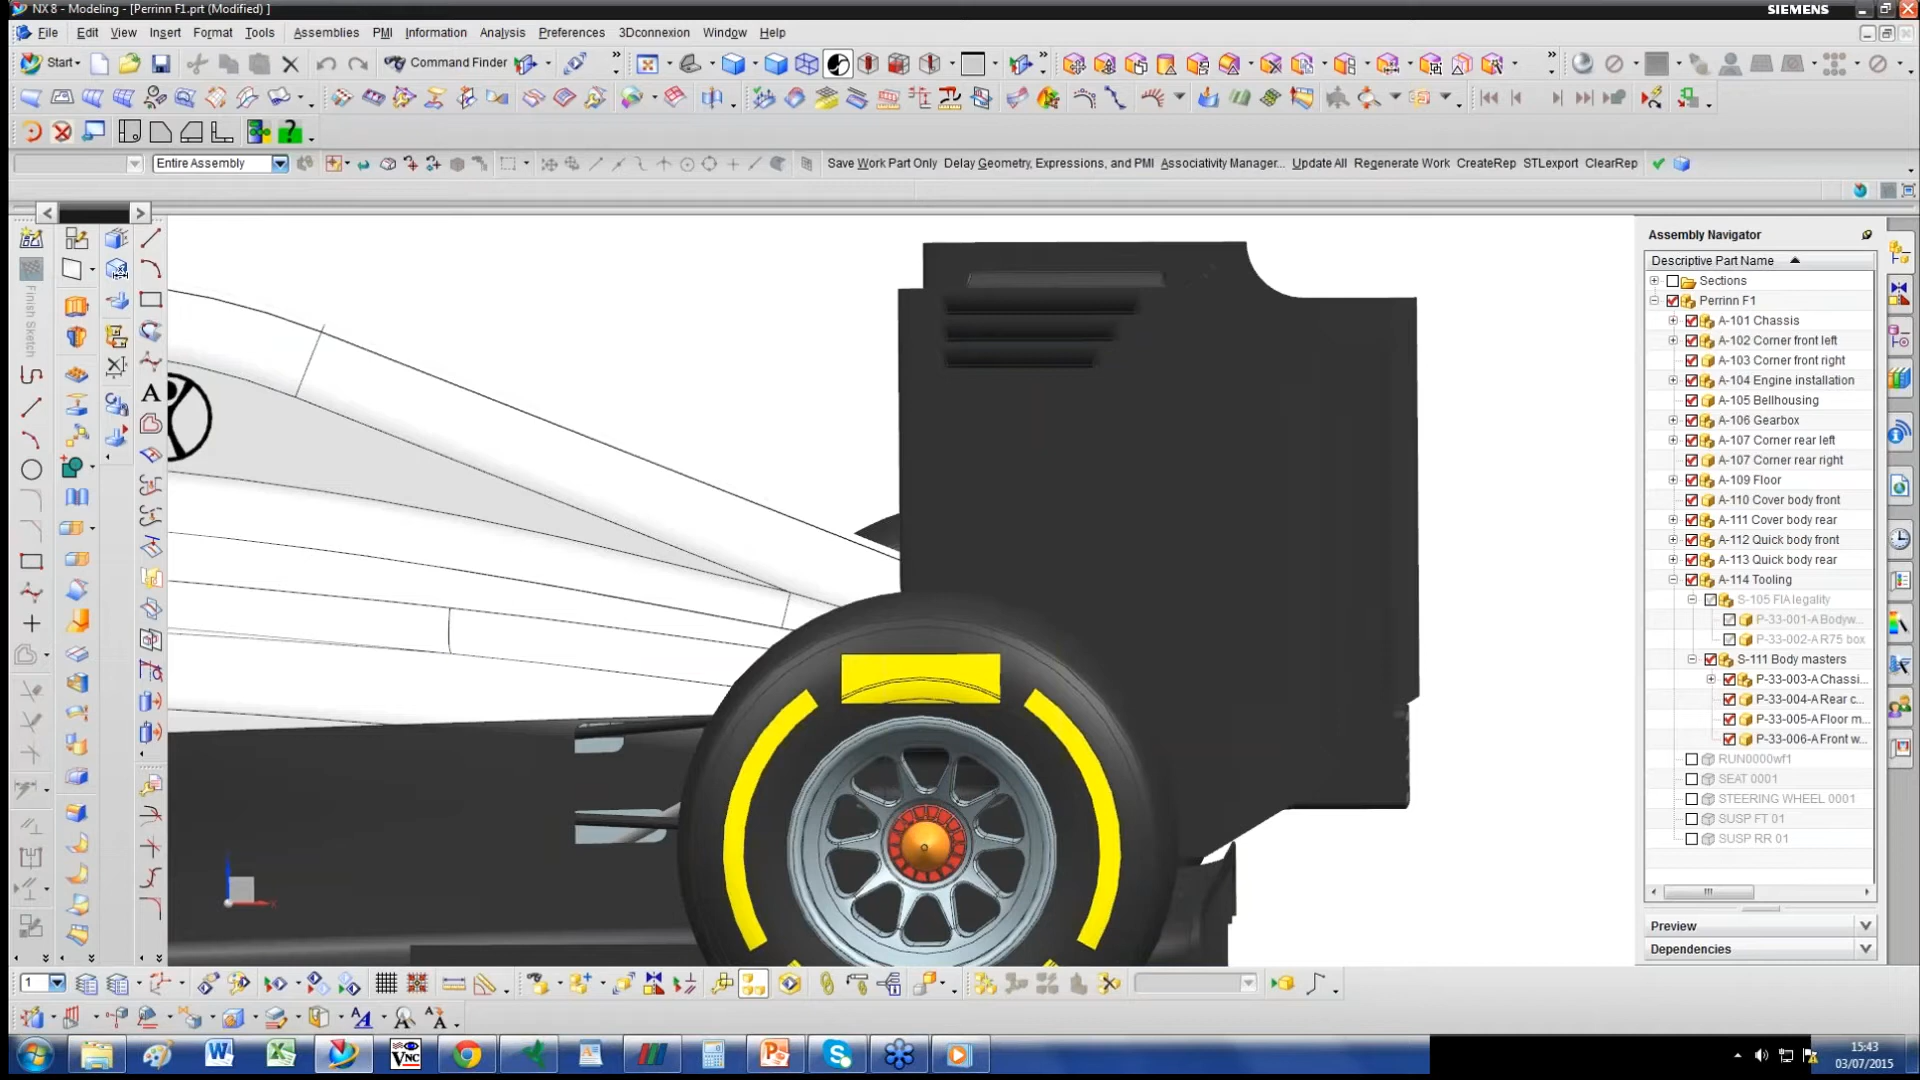 NX 8 - Modeling - [Perrinn F1.prt (Modified) ]
SIEMENS
File Edit View Insert Format Tools Assemblies PMI Information Analysis Preferences 3Dconnexion Window Help
Start Command Finder
Entire Assembly Save Work Part Only Delay Geometry, Expressions, and PMI Associativity Manager... Update All Regenerate Work CreateRep STLexport ClearRep
Finish Sketch
A
X
Assembly Navigator
Descriptive Part Name
Sections
Perrinn F1
A-101 Chassis
A-102 Corner front left
A-103 Corner front right
A-104 Engine installation
A-105 Bellhousing
A-106 Gearbox
A-107 Corner rear left
A-107 Corner rear right
A-109 Floor
A-110 Cover body front
A-111 Cover body rear
A-112 Quick body front
A-113 Quick body rear
A-114 Tooling
S-105 FIA legality
P-33-001-A Bodyw...
P-33-002-A R75 box
S-111 Body masters
P-33-003-A Chassi...
P-33-004-A Rear c...
P-33-005-A Floor m...
P-33-006-A Front w...
RUN0000wf1
SEAT 0001
STEERING WHEEL 0001
SUSP FT 01
SUSP RR 01
Preview
Dependencies
1
VNC
15:43
03/07/2015